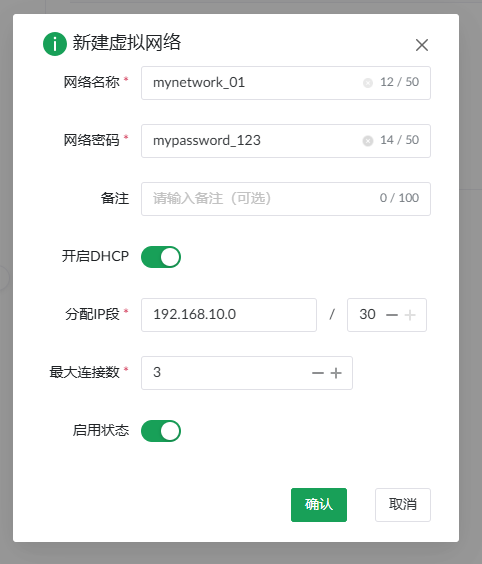 新建虚拟网络
网络名称 * mynetwork_01 12 / 50
网络密码 * mypassword_123 14 / 50
备注 请输入备注（可选） 0 / 100
开启DHCP
分配IP段 * 192.168.10.0 / 30
最大连接数 * 3
启用状态
确认 取消